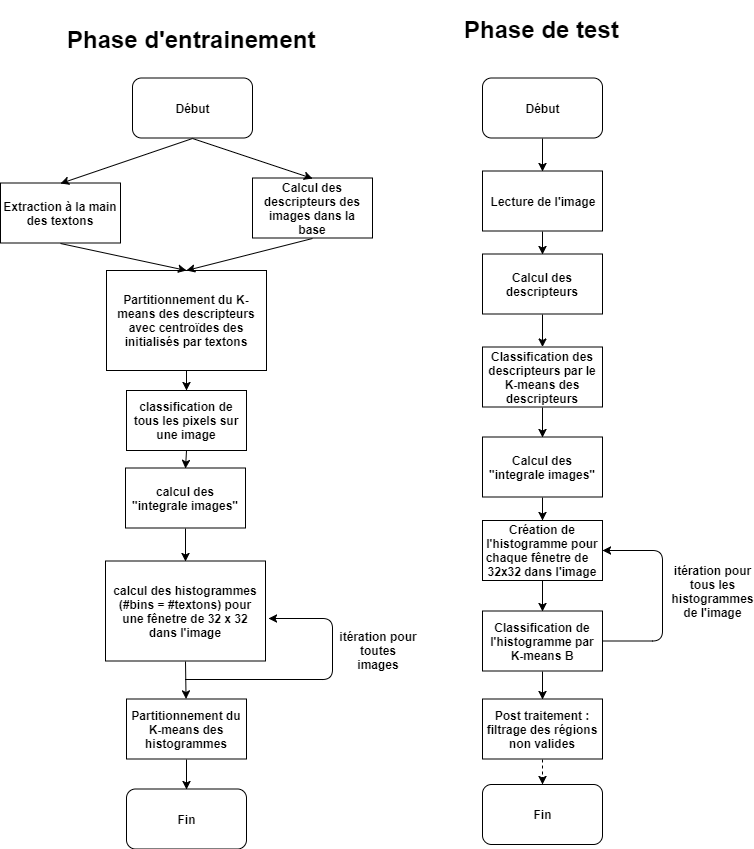 Phase d'entrainement
Début
Extraction à la main
des textons
Calcul des
descripteurs des
images dans la
base
Partitionnement du K-
means des descripteurs
avec centroïdes des
initialisés par textons
classification de
tous les pixels sur
une image
calcul des
"integrale images"
calcul des histogrammes
(#bins = #textons) pour
une fênetre de 32 x 32
dans l'image
itération pour
toutes
images
Partitionnement du
K-means des
histogrammes
Fin
Phase de test
Début
Lecture de l'image
Calcul des
descripteurs
Classification des
descripteurs par le
K-means des
descripteurs
Calcul des
"integrale images"
Création de
l'histogramme pour
chaque fênetre de
32x32 dans l'image
itération pour
tous les
histogrammes
de l'image
Classification de
l'histogramme par
K-means B
Post traitement :
filtrage des régions
non valides
Fin